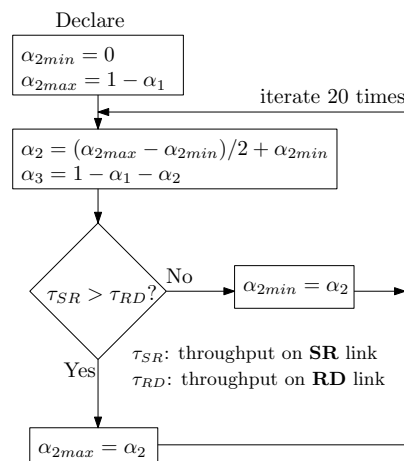 Declare
α2min = 0
α2max = 1 − α1
iterate 20 times
α2 = (α2max − α2min)/2 + α2min
α3 = 1 − α1 − α2
τSR > τRD?
No
α2min = α2
Yes
τSR: throughput on SR link
τRD: throughput on RD link
α2max = α2